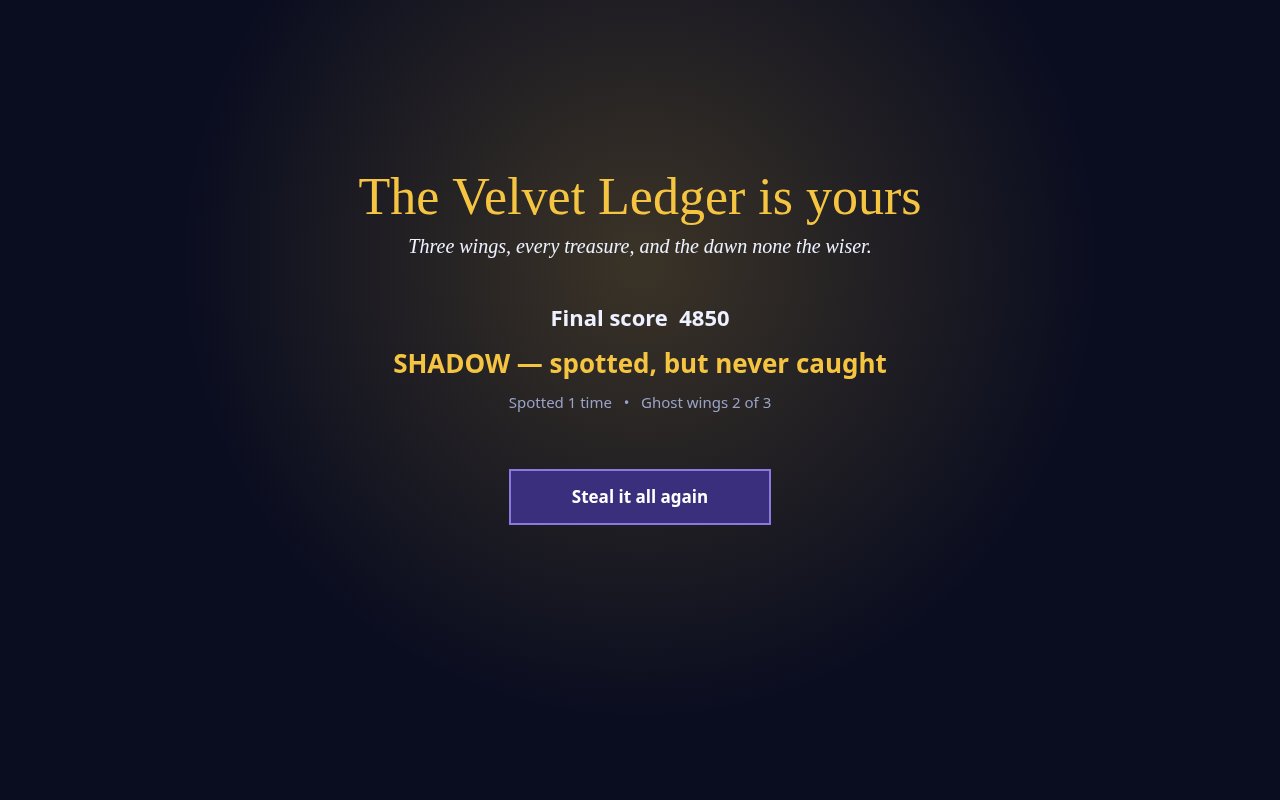 The Velvet Ledger is yours
Three wings, every treasure, and the dawn none the wiser.
Final score 4850
SHADOW — spotted, but never caught
Spotted 1 time • Ghost wings 2 of 3
Steal it all again